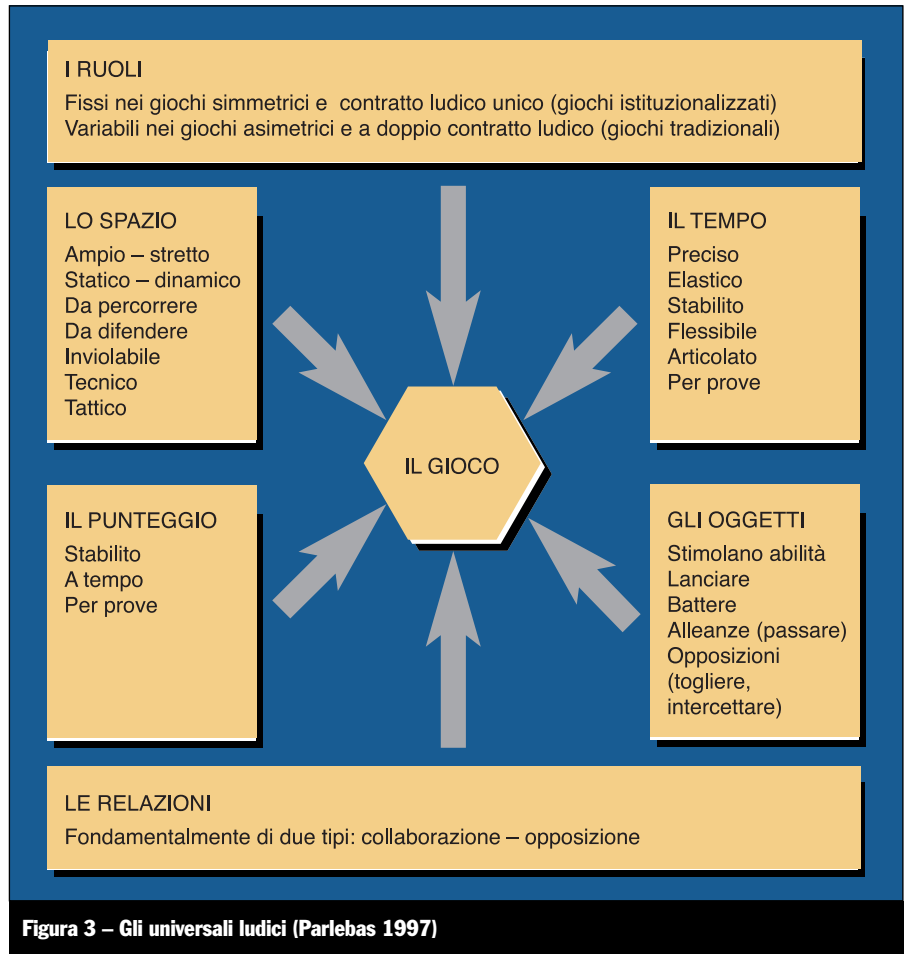 I RUOLI
Fissi nei giochi simmetrici e contratto ludico unico (giochi istituzionalizzati)
Variabili nei giochi asimetrici e a doppio contratto ludico (giochi tradizionali)
LO SPAZIO
Ampio – stretto
Statico – dinamico
Da percorrere
Da difendere
Inviolabile
Tecnico
Tattico
IL TEMPO
Preciso
Elastico
Stabilito
Flessibile
Articolato
Per prove
IL GIOCO
IL PUNTEGGIO
Stabilito
A tempo
Per prove
GLI OGGETTI
Stimolano abilità
Lanciare
Battere
Alleanze (passare)
Opposizioni
(togliere,
intercettare)
LE RELAZIONI
Fondamentalmente di due tipi: collaborazione – opposizione
Figura 3 – Gli universali ludici (Parlebas 1997)